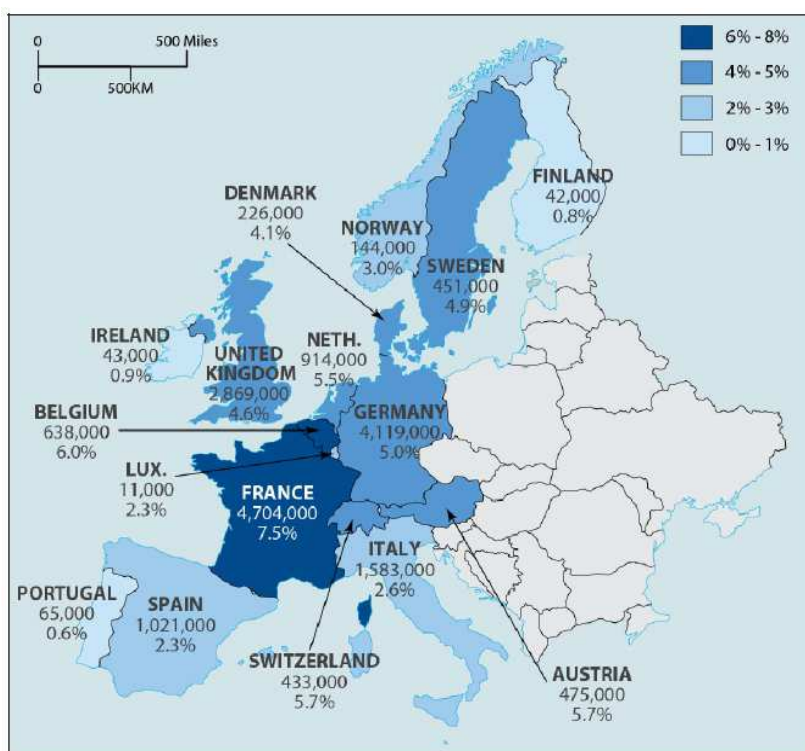 0 500 Miles
0 500KM
6% - 8%
4% - 5%
2% - 3%
0% - 1%
FINLAND
42,000
0.8%
DENMARK
226,000
4.1%
NORWAY
144,000
3.0%
SWEDEN
451,000
4.9%
IRELAND
43,000
0.9%
UNITED
KINGDOM
2,869,000
4.6%
NETH.
914,000
5.5%
BELGIUM
638,000
6.0%
GERMANY
4,119,000
5.0%
LUX.
11,000
2.3%
FRANCE
4,704,000
7.5%
ITALY
1,583,000
2.6%
PORTUGAL
65,000
0.6%
SPAIN
1,021,000
2.3%
SWITZERLAND
433,000
5.7%
AUSTRIA
475,000
5.7%